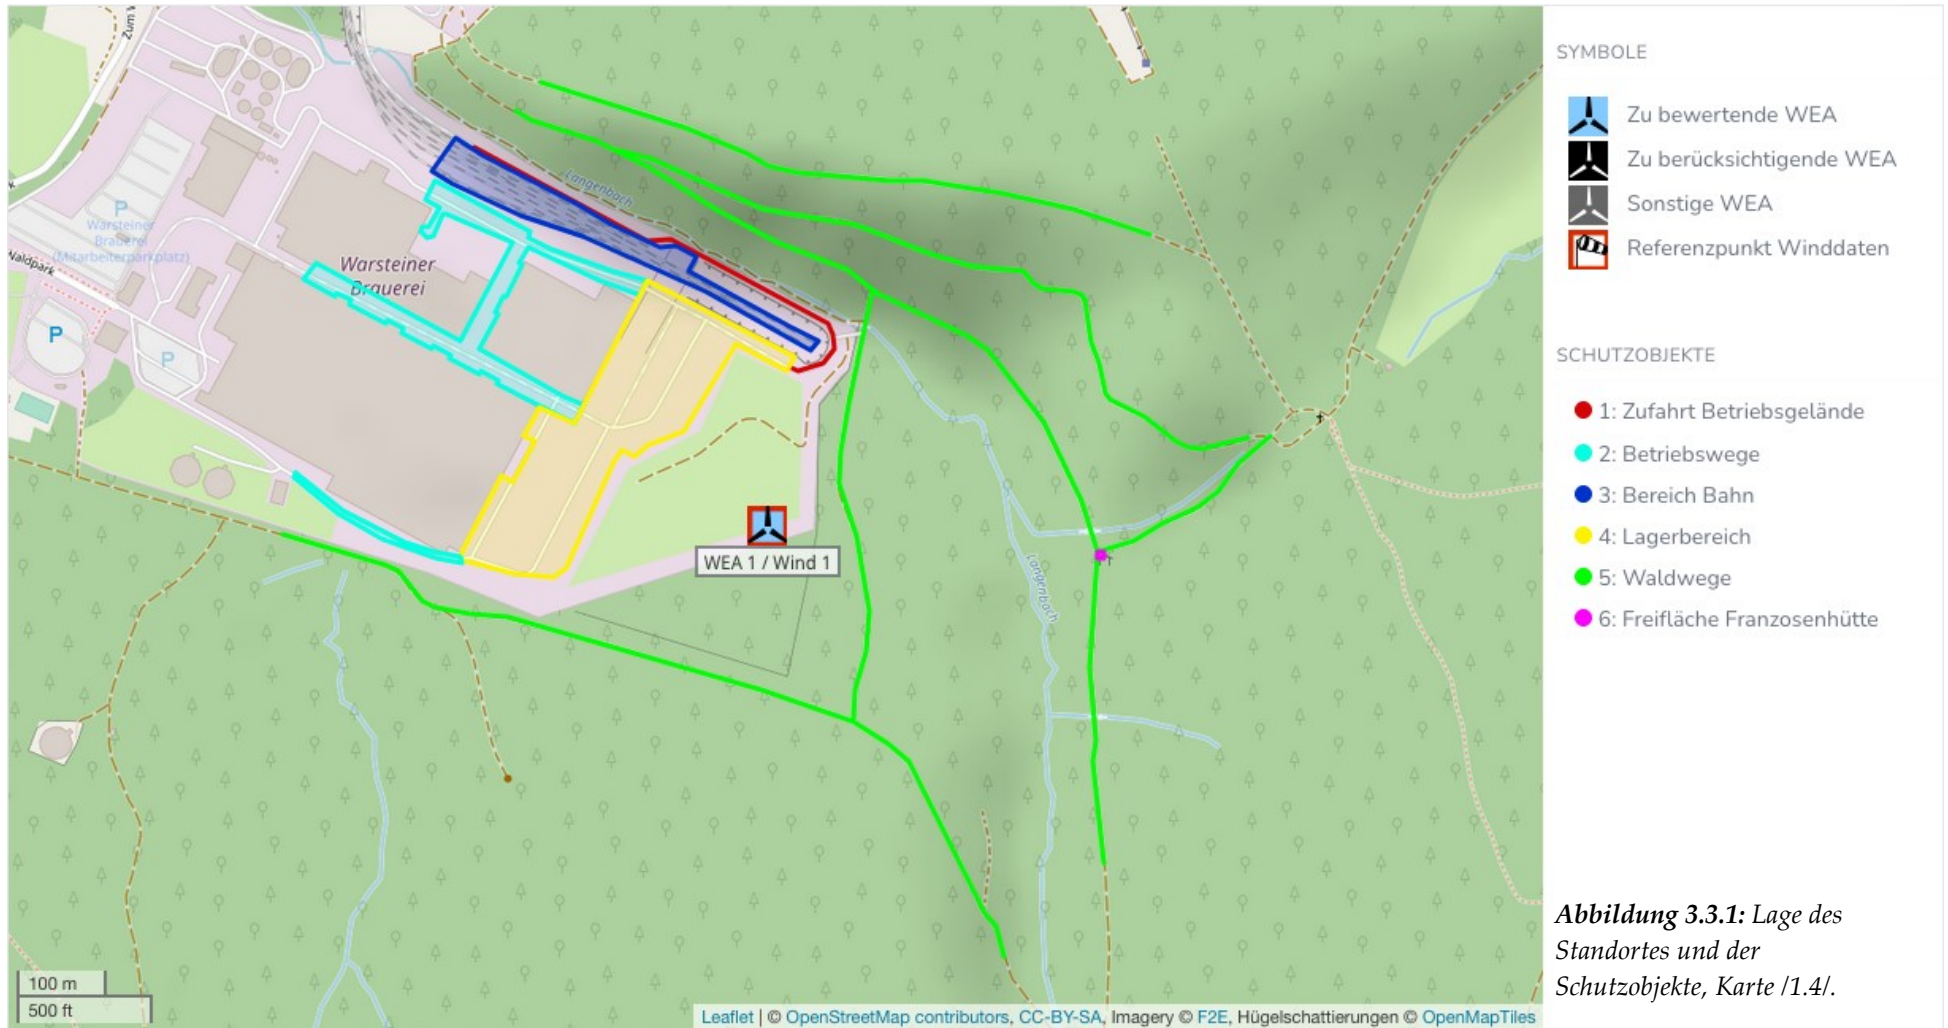 Zum
Langenbach
P
Warsteiner
Brauerei
(Mitarbeiterparkplatz)
Waldpark
Warsteiner
Brauerei
P
P
WEA 1 / Wind 1
Langenbach
100 m
500 ft
Leaflet | © OpenStreetMap contributors, CC-BY-SA, Imagery © F2E, Hügelschattierungen © OpenMapTiles
SYMBOLE
Zu bewertende WEA
Zu berücksichtigende WEA
Sonstige WEA
Referenzpunkt Winddaten
SCHUTZOBJEKTE
1: Zufahrt Betriebsgelände
2: Betriebswege
3: Bereich Bahn
4: Lagerbereich
5: Waldwege
6: Freifläche Franzosenhütte
Abbildung 3.3.1: Lage des
Standortes und der
Schutzobjekte, Karte /1.4/.